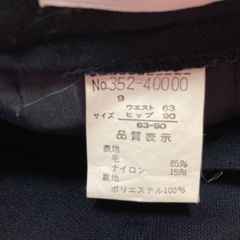 No.352-40000
9
ウエスト 63
サイズ ヒップ 90
63-90
品質表示
表地
毛 85%
ナイロン 15%
裏地
ポリエステル100%